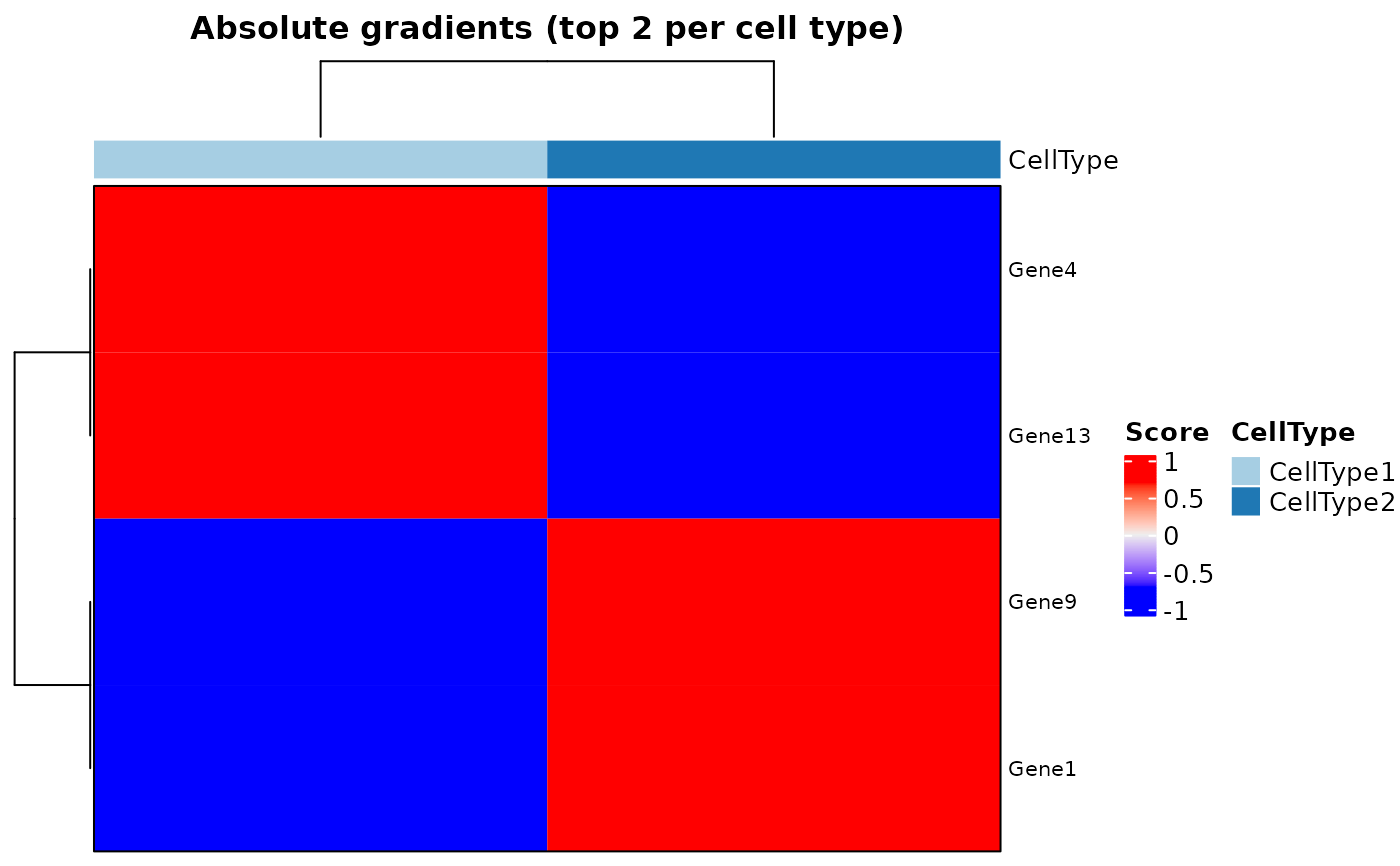 Absolute gradients (top 2 per cell type)
CellType
Gene4
Gene13
Gene9
Gene1
Score
1
0.5
0
-0.5
-1
CellType
CellType1
CellType2